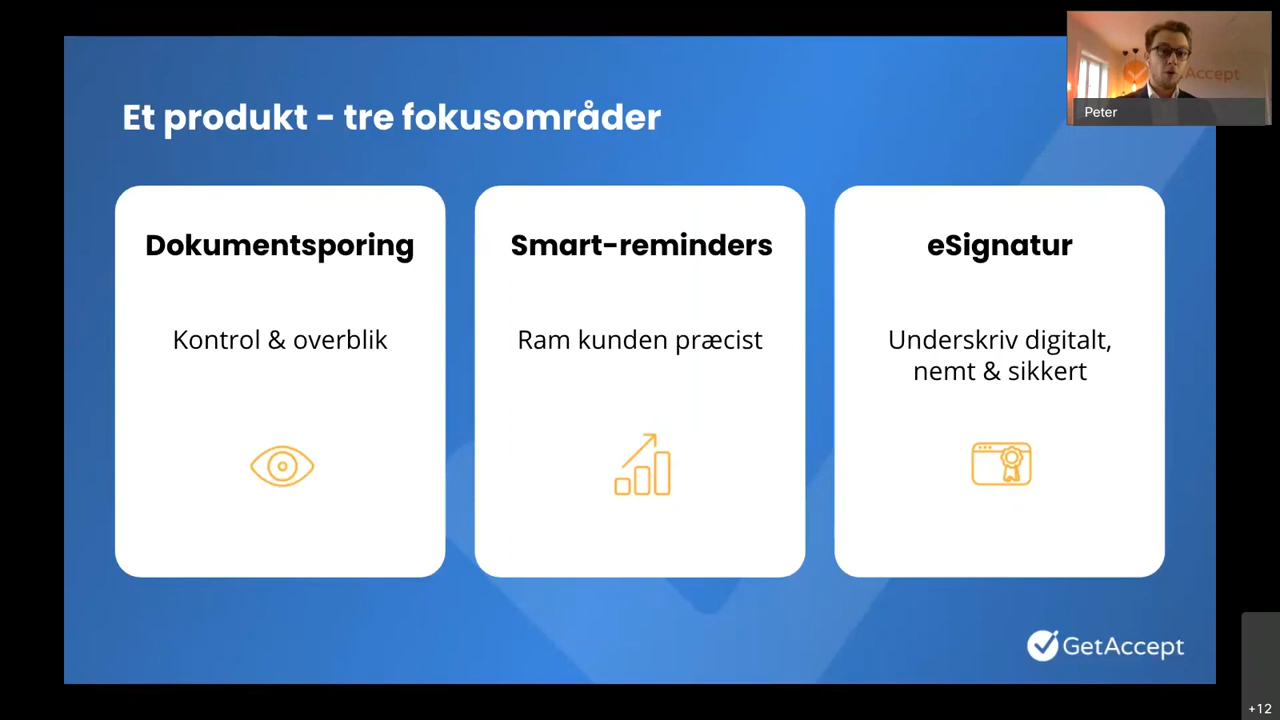 Et produkt - tre fokusområder
Dokumentsporing
Kontrol & overblik
Smart-reminders
Ram kunden præcist
eSignatur
Underskriv digitalt,
nemt & sikkert
GetAccept
Accept
Peter
+12